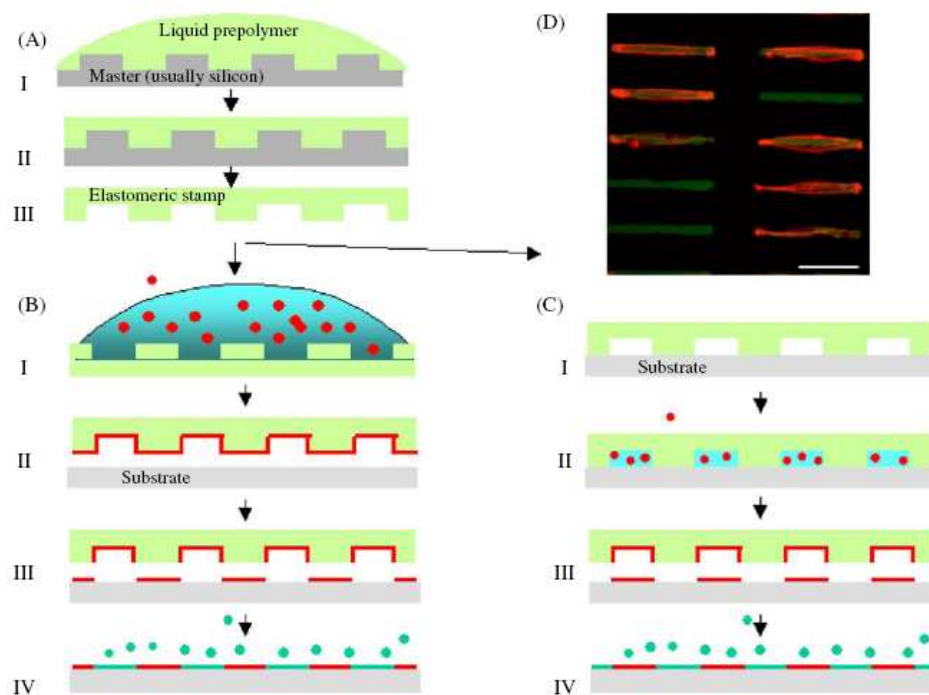 (A)
Liquid prepolymer
I
Master (usually silicon)
II
III
Elastomeric stamp
(D)
(B)
I
II
Substrate
III
IV
(C)
I
Substrate
II
III
IV